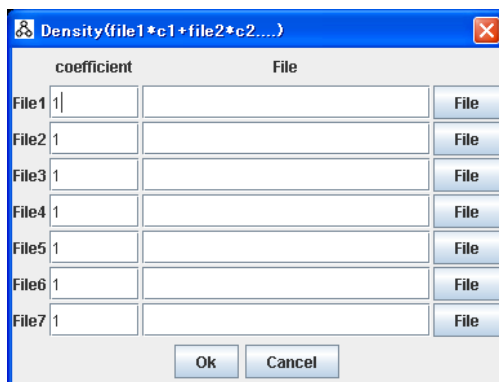 Density(file1*c1+file2*c2....)
coefficient File
File1 1 File
File2 1 File
File3 1 File
File4 1 File
File5 1 File
File6 1 File
File7 1 File
Ok Cancel